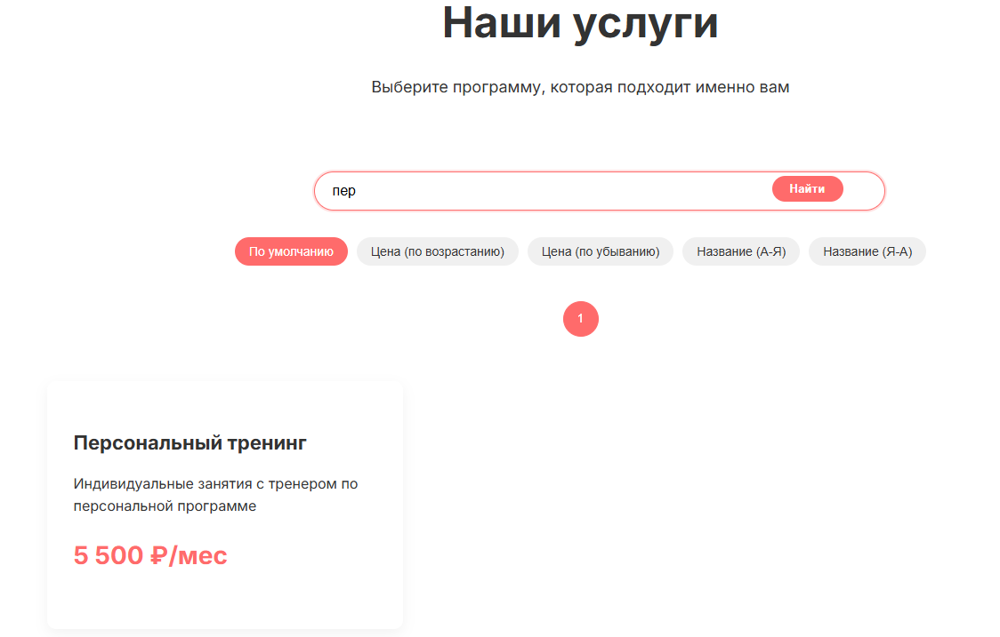 Наши услуги
Выберите программу, которая подходит именно вам
пер
Найти
По умолчанию
Цена (по возрастанию)
Цена (по убыванию)
Название (А-Я)
Название (Я-А)
1
Персональный тренинг
Индивидуальные занятия с тренером по
персональной программе
5 500 ₽/мес